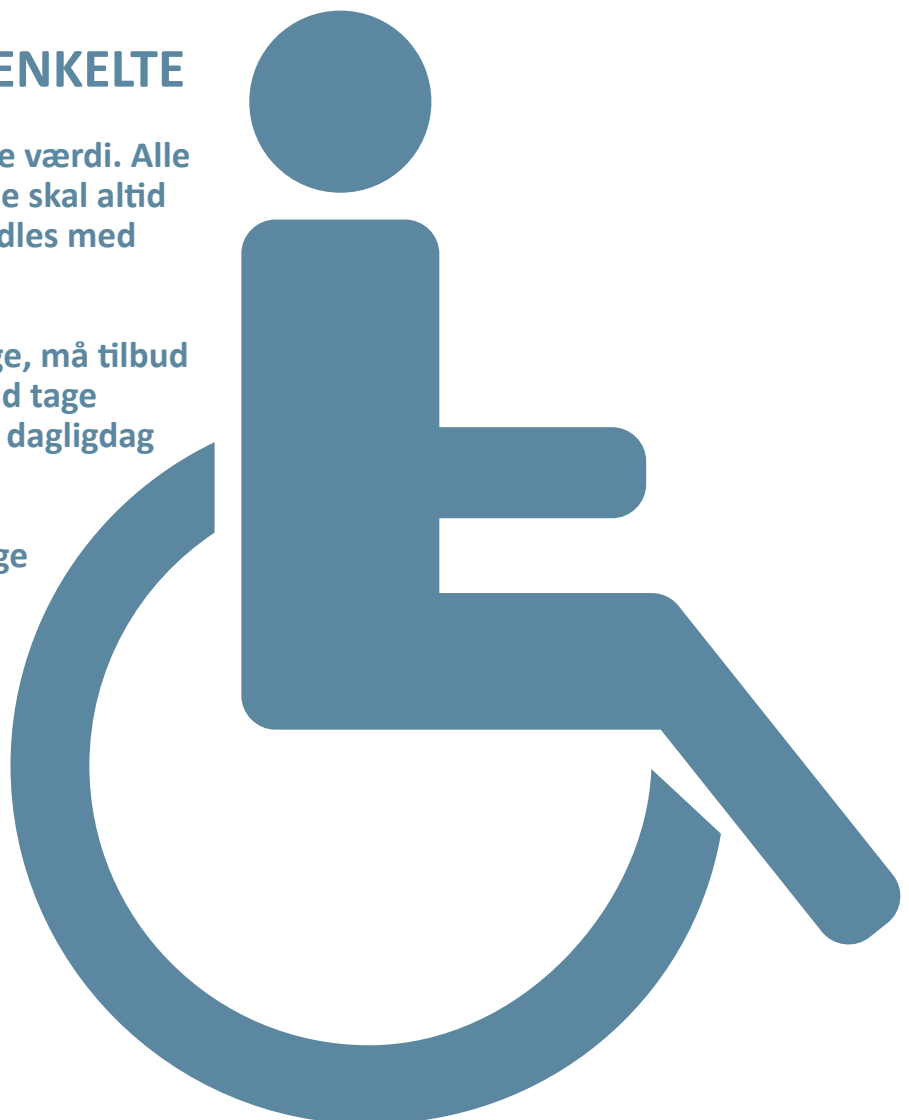 ENKELTE
e værdi. Alle
e skal altid
dles med
ge, må tilbud
d tage
dagligdag
ge